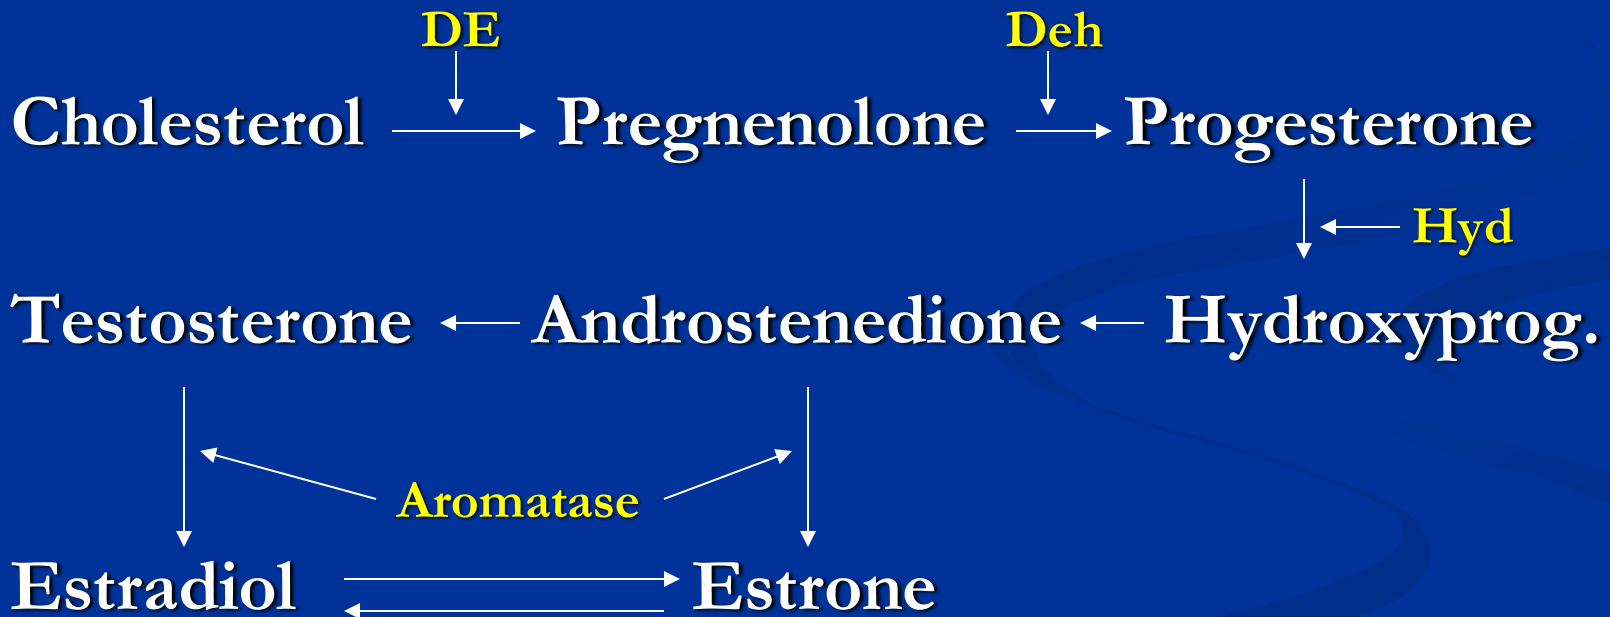 DE Deh
Cholesterol Pregnenolone Progesterone
Hyd
Testosterone Androstenedione Hydroxyprog.
Aromatase
Estradiol Estrone